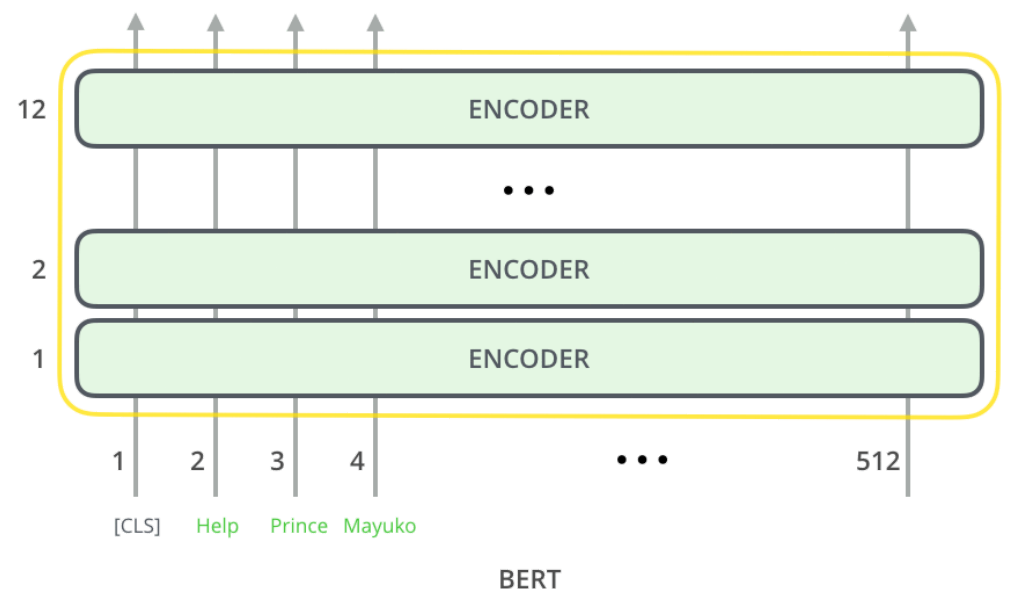 12 ENCODER
...
2 ENCODER
1 ENCODER
1 2 3 4 ... 512
[CLS] Help Prince Mayuko
BERT